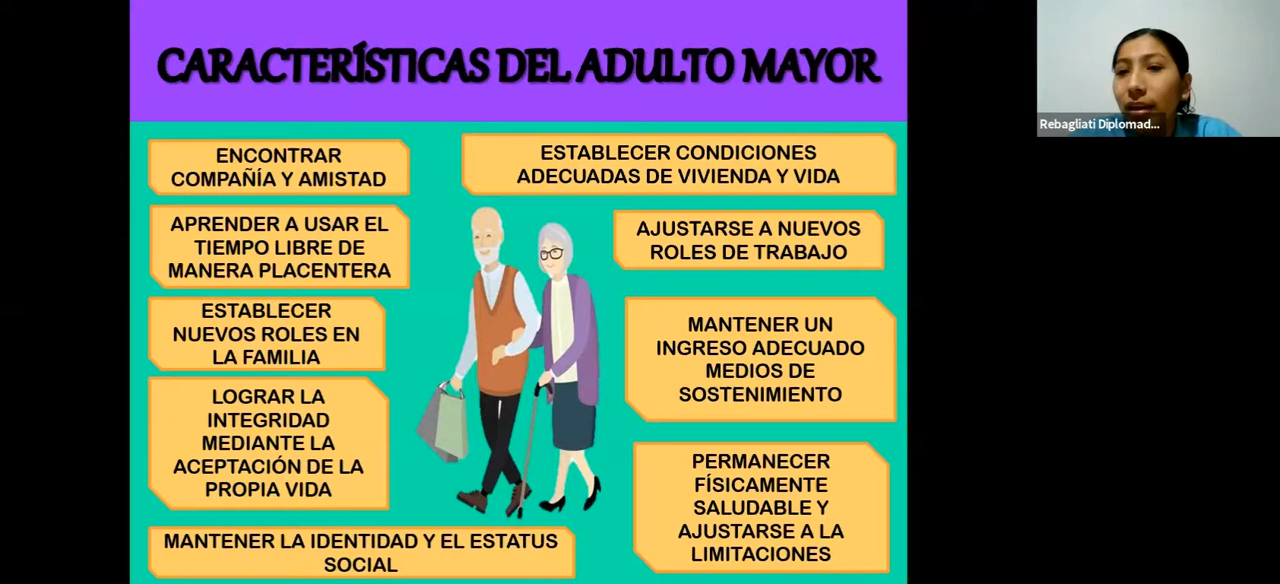 CARACTERÍSTICAS DEL ADULTO MAYOR
Rebagliati Diplomad...
ENCONTRAR
COMPAÑÍA Y AMISTAD
ESTABLECER CONDICIONES
ADECUADAS DE VIVIENDA Y VIDA
APRENDER A USAR EL
TIEMPO LIBRE DE
MANERA PLACENTERA
AJUSTARSE A NUEVOS
ROLES DE TRABAJO
ESTABLECER
NUEVOS ROLES EN
LA FAMILIA
MANTENER UN
INGRESO ADECUADO
MEDIOS DE
SOSTENIMIENTO
LOGRAR LA
INTEGRIDAD
MEDIANTE LA
ACEPTACIÓN DE LA
PROPIA VIDA
PERMANECER
FÍSICAMENTE
SALUDABLE Y
AJUSTARSE A LA
LIMITACIONES
MANTENER LA IDENTIDAD Y EL ESTATUS
SOCIAL